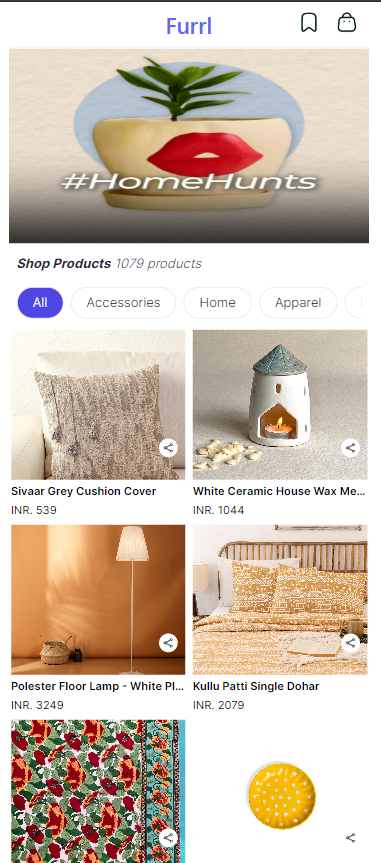 Furrl
#HomeHunts
Shop Products 1079 products
All
Accessories
Home
Apparel
Sivaar Grey Cushion Cover
INR. 539
White Ceramic House Wax Me...
INR. 1044
Polester Floor Lamp - White Pl...
INR. 3249
Kullu Patti Single Dohar
INR. 2079